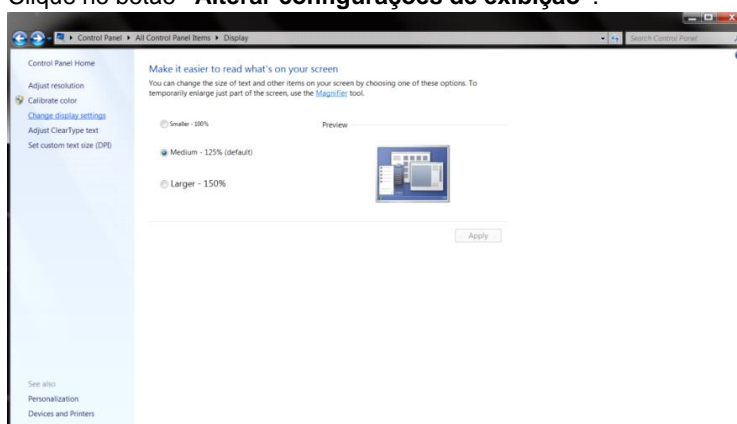 Clique no botão "Alterar configurações de exibição".
Control Panel ▸ All Control Panel Items ▸ Display
Search Control Panel
Control Panel Home
Adjust resolution
Calibrate color
Change display settings
Adjust ClearType text
Set custom text size (DPI)
Make it easier to read what's on your screen
You can change the size of text and other items on your screen by choosing one of these options. To
temporarily enlarge just part of the screen, use the Magnifier tool.
Smaller - 100%
Preview
Medium - 125% (default)
Larger - 150%
Apply
See also
Personalization
Devices and Printers